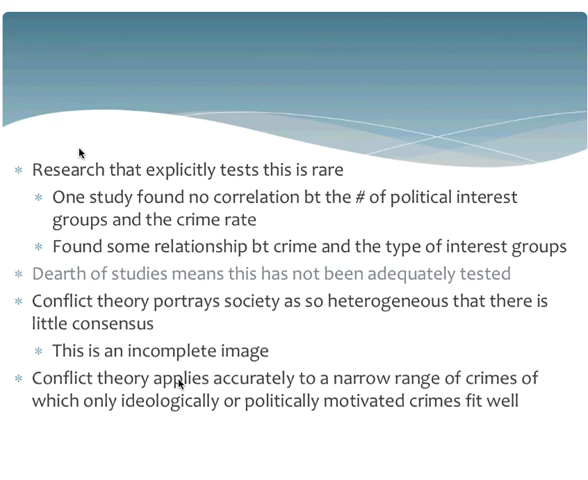 Research that explicitly tests this is rare
One study found no correlation bt the # of political interest
groups and the crime rate
Found some relationship bt crime and the type of interest groups
Dearth of studies means this has not been adequately tested
Conflict theory portrays society as so heterogeneous that there is
little consensus
This is an incomplete image
Conflict theory applies accurately to a narrow range of crimes of
which only ideologically or politically motivated crimes fit well